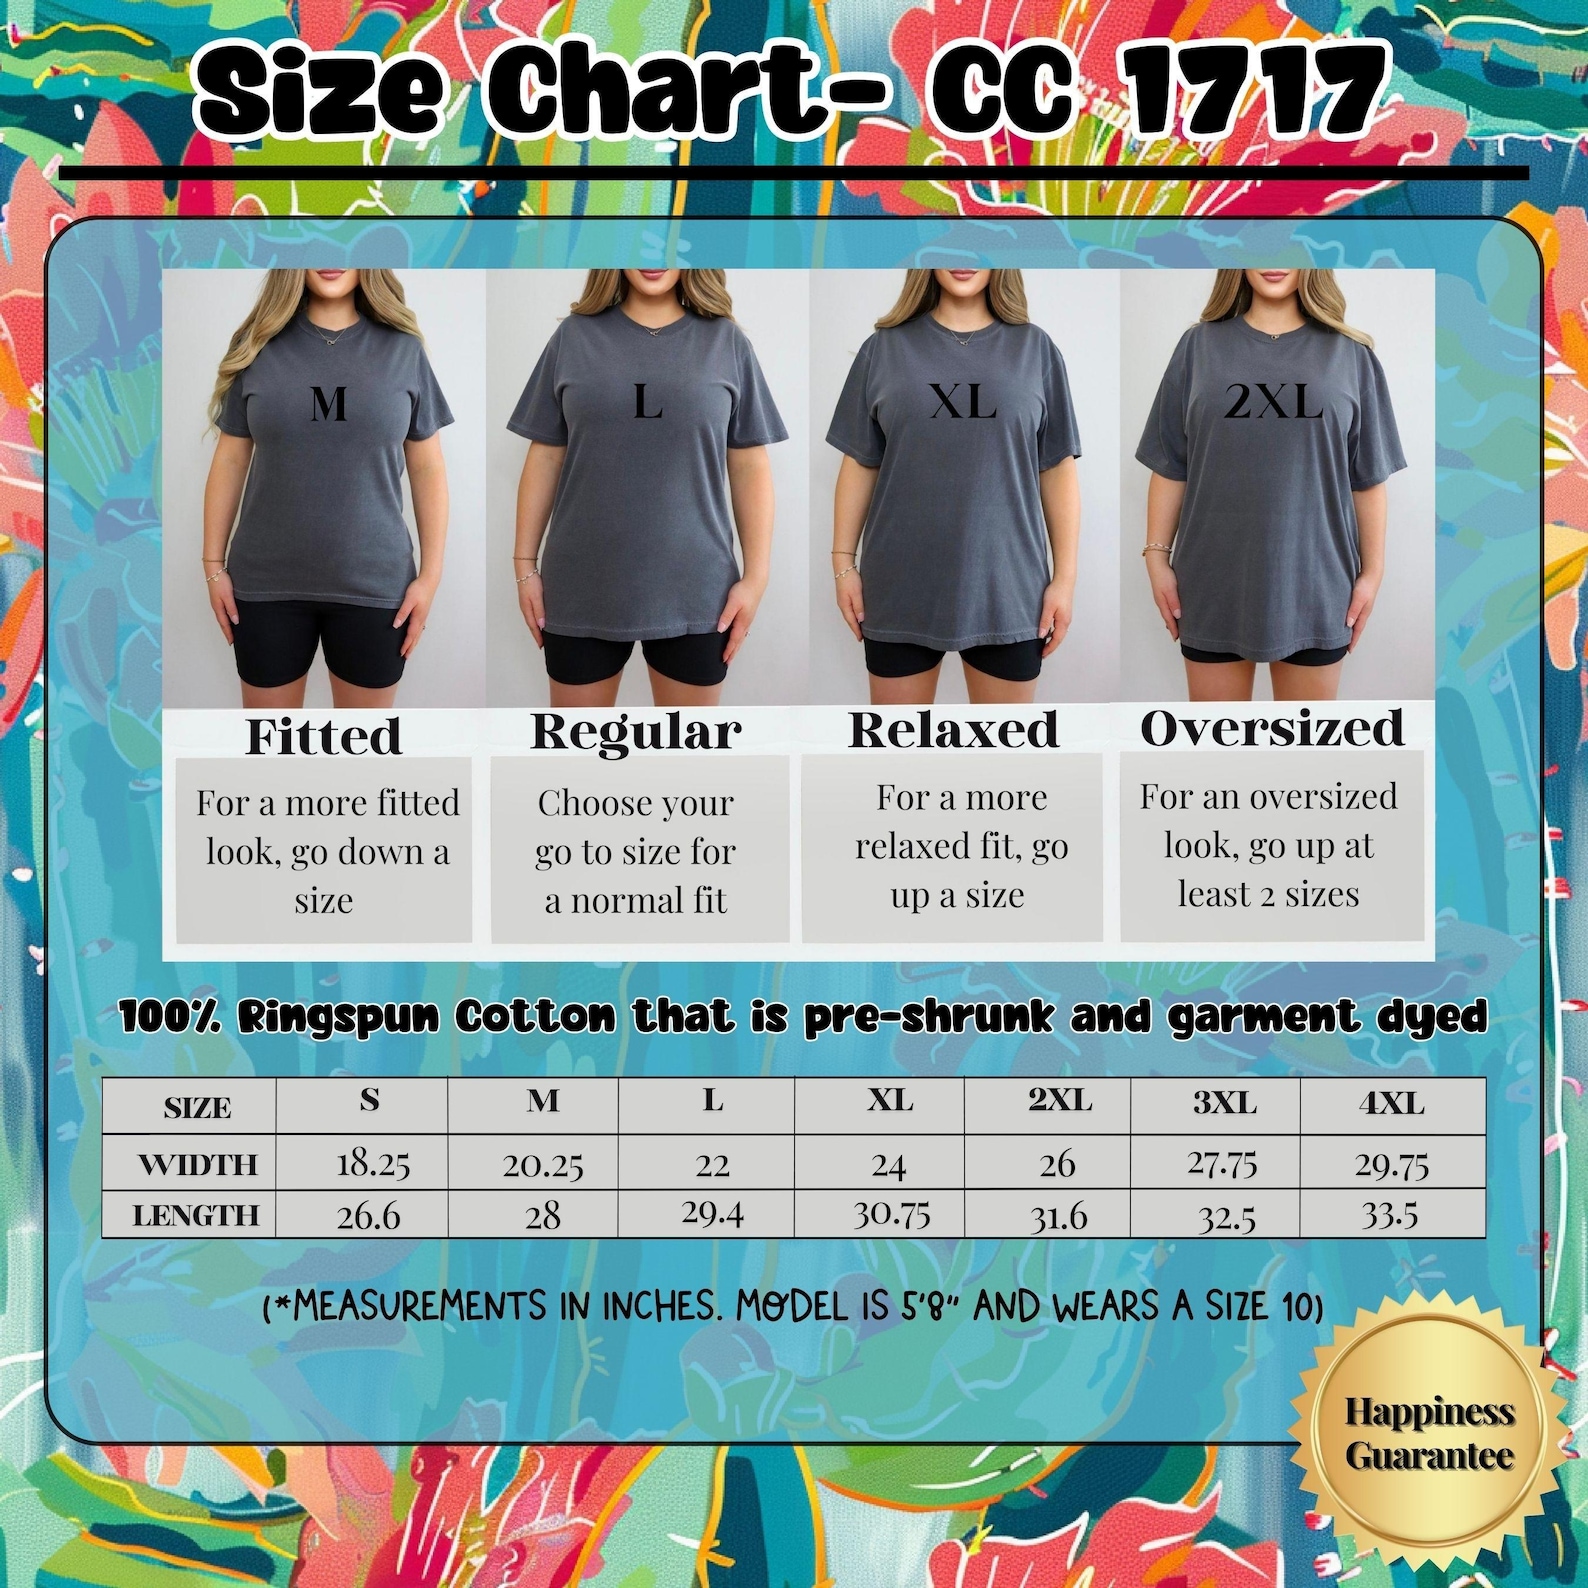 Size Chart- CC 1717
M
L
XL
2XL
Fitted
For a more fitted
look, go down a
size
Regular
Choose your
go to size for
a normal fit
Relaxed
For a more
relaxed fit, go
up a size
Oversized
For an oversized
look, go up at
least 2 sizes
100% Ringspun Cotton that is pre-shrunk and garment dyed
SIZE S M L XL 2XL 3XL 4XL
WIDTH 18.25 20.25 22 24 26 27.75 29.75
LENGTH 26.6 28 29.4 30.75 31.6 32.5 33.5
(*MEASUREMENTS IN INCHES. MODEL IS 5'8" AND WEARS A SIZE 10)
Happiness
Guarantee